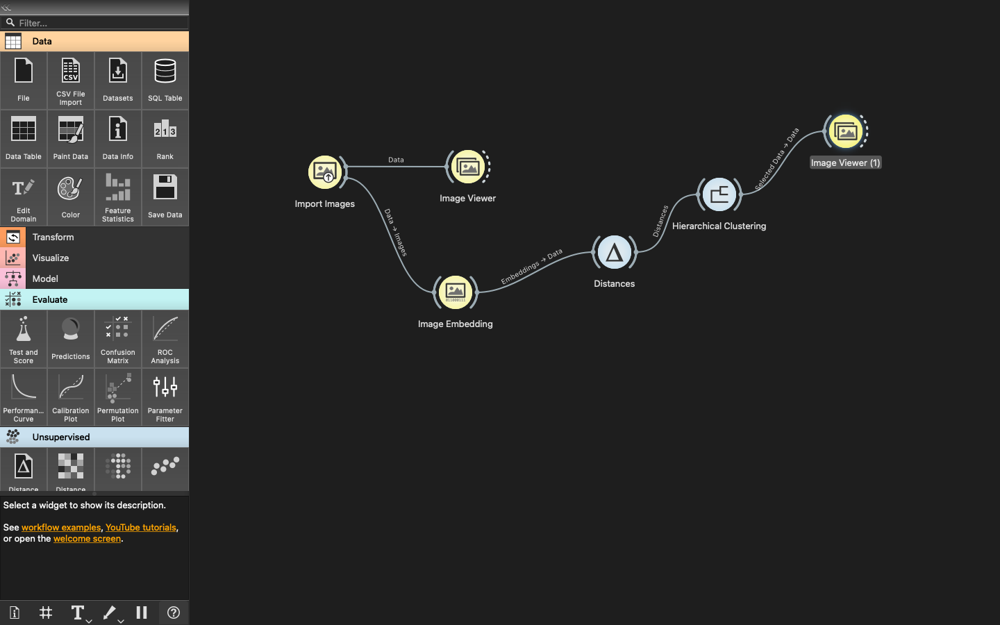 Filter...
Data
File
CSV File
Import
Datasets
SQL Table
Data Table
Paint Data
Data Info
Rank
Edit
Domain
Color
Feature
Statistics
Save Data
Transform
Visualize
Model
Evaluate
Test and
Score
Predictions
Confusion
Matrix
ROC
Analysis
Performan...
Curve
Calibration
Plot
Permutation
Plot
Parameter
Fitter
Unsupervised
Distance
Distance
Select a widget to show its description.
See workflow examples, YouTube tutorials,
or open the welcome screen.
Import Images
Data
Image Viewer
Data → Images
Image Embedding
Embeddings → Data
Distances
Distances
Hierarchical Clustering
Selected Data → Data
Image Viewer (1)